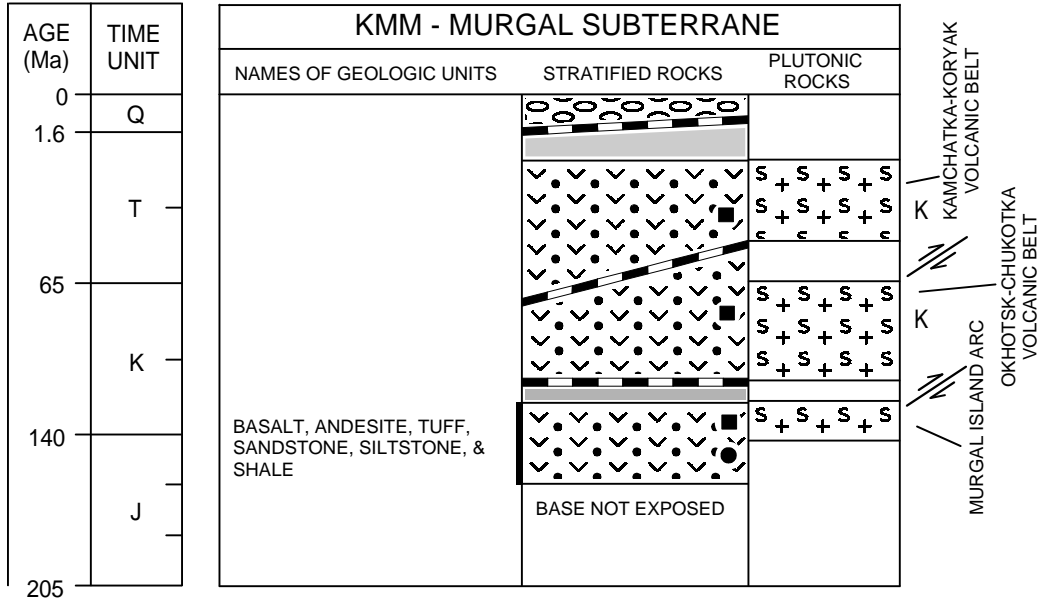 AGE
(Ma)
TIME
UNIT
KMM - MURGAL SUBTERRANE
NAMES OF GEOLOGIC UNITS
STRATIFIED ROCKS
PLUTONIC
ROCKS
0
Q
1.6
T
65
K
140
J
205
BASALT, ANDESITE, TUFF,
SANDSTONE, SILTSTONE, &
SHALE
BASE NOT EXPOSED
S S S S
S S S S
S S S S
K
S S S S
S S S S
S S S S
K
S S S S
KAMCHATKA-KORYAK
VOLCANIC BELT
OKHOTSK-CHUKOTKA
VOLCANIC BELT
MURGAL ISLAND ARC